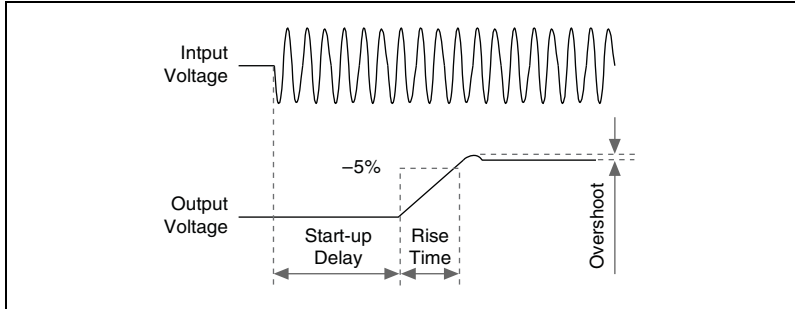 Intput
Voltage
–5%
Output
Voltage
Start-up
Delay
Rise
Time
Overshoot